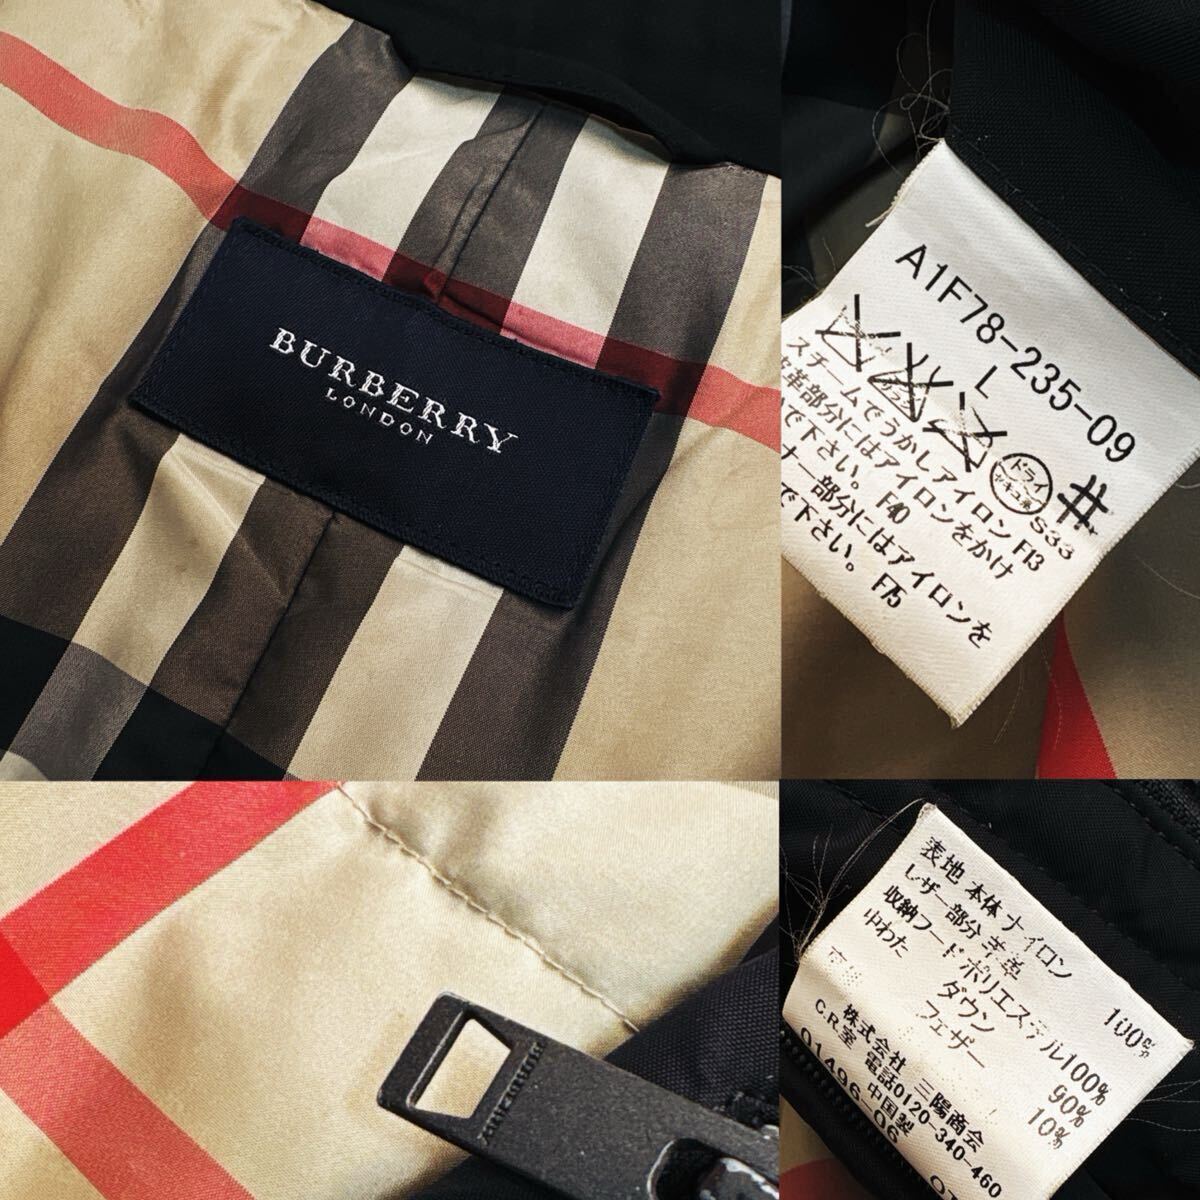 BURBERRY
LONDON
A1F78-235-09
L
ドライ
S33
スチームでうかしアイロン F13
革部分にはアイロンをかけ
で下さい。 F40
ナー部分にはアイロンを
で下さい。 F75
BURBERRY
表地 本体 ナイロン 100%
レザー部分 羊革
収納フード ポリエステル100%
中わた ダウン 90%
フェザー 10%
株式会社 三陽商会
C.R室 電話0120-340-460
01496-06 中国製